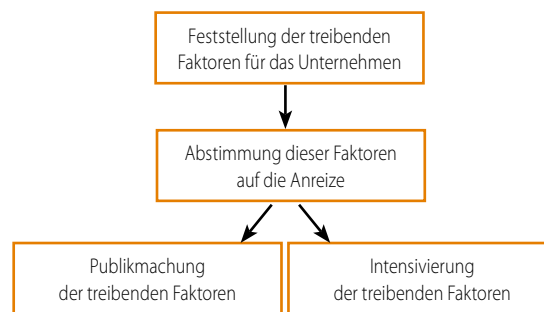 Feststellung der treibenden
Faktoren für das Unternehmen
Abstimmung dieser Faktoren
auf die Anreize
Publikmachung
der treibenden Faktoren
Intensivierung
der treibenden Faktoren